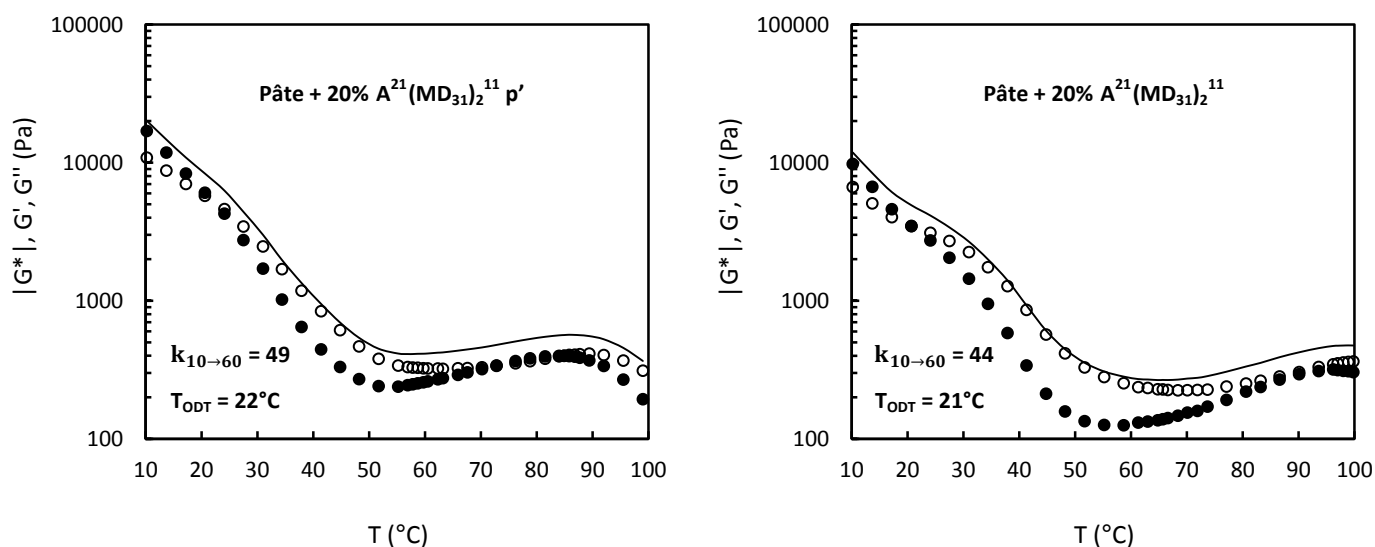 100000
10000
1000
100
|G*|, G', G'' (Pa)
Pâte + 20% A²¹(MD₃₁)₂¹¹ p’
k₁₀→₆₀ = 49
T_ODT = 22°C
10 20 30 40 50 60 70 80 90 100
T (°C)
100000
10000
1000
100
|G*|, G', G'' (Pa)
Pâte + 20% A²¹(MD₃₁)₂¹¹
k₁₀→₆₀ = 44
T_ODT = 21°C
10 20 30 40 50 60 70 80 90 100
T (°C)